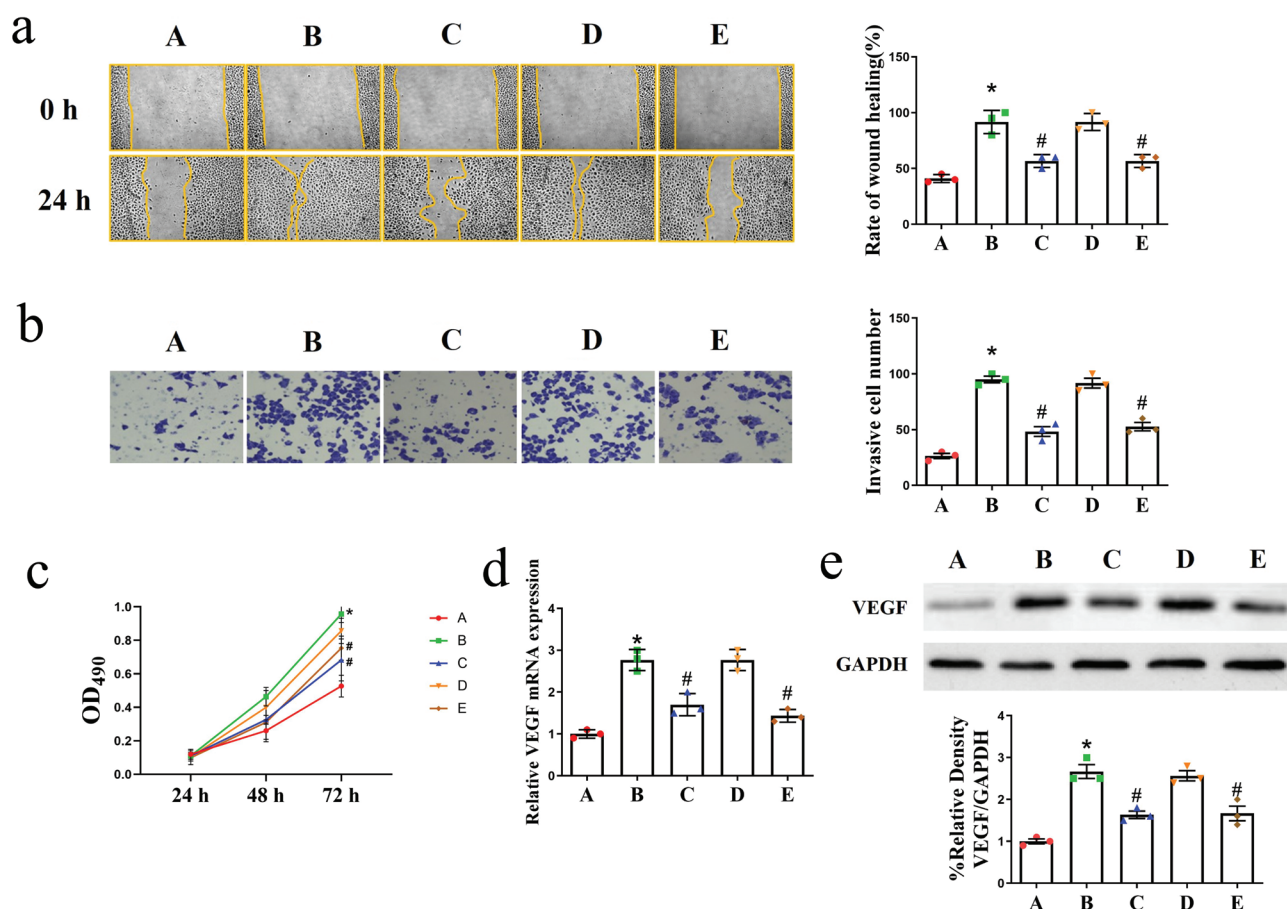 a
A B C D E
0 h
24 h
Rate of wound healing(%)
150
100
50
0
* # #
A B C D E
b
A B C D E
Invasive cell number
150
100
50
0
* # #
A B C D E
c
OD490
1.0
0.8
0.6
0.4
0.2
0.0
*
#
#
24 h 48 h 72 h
A
B
C
D
E
d
Relative VEGF mRNA expression
4
3
2
1
0
* # #
A B C D E
e
A B C D E
VEGF
GAPDH
%Relative Density
VEGF/GAPDH
4
3
2
1
0
* # #
A B C D E